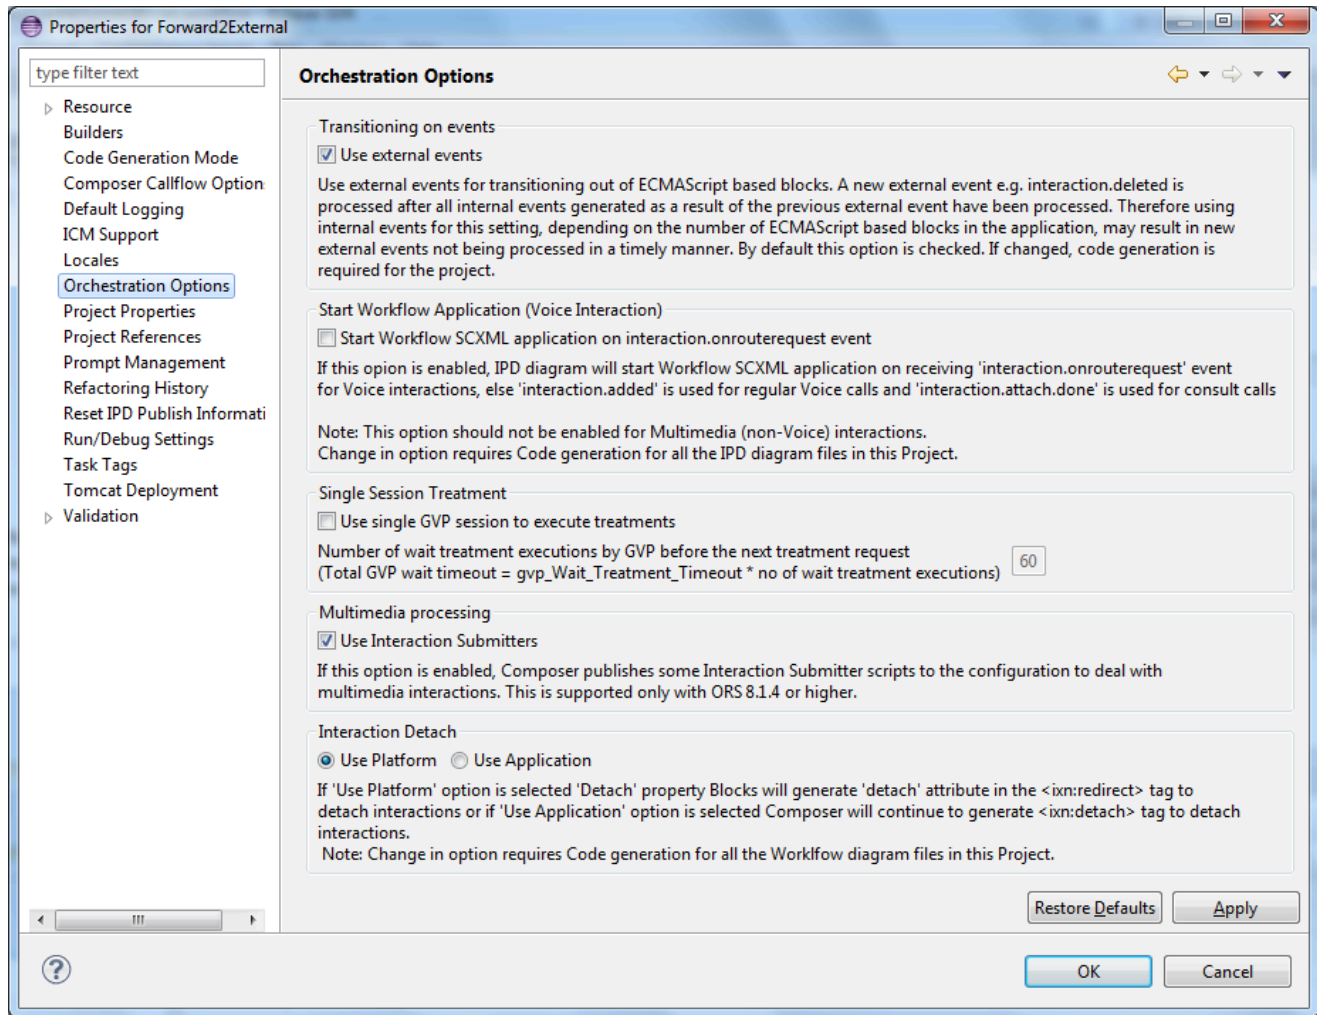 Properties for Forward2External
type filter text
Resource
Builders
Code Generation Mode
Composer Callflow Option
Default Logging
ICM Support
Locales
Orchestration Options
Project Properties
Project References
Prompt Management
Refactoring History
Reset IPD Publish Informati
Run/Debug Settings
Task Tags
Tomcat Deployment
Validation
Orchestration Options
Transitioning on events
Use external events
Use external events for transitioning out of ECMAScript based blocks. A new external event e.g. interaction.deleted is
processed after all internal events generated as a result of the previous external event have been processed. Therefore using
internal events for this setting, depending on the number of ECMAScript based blocks in the application, may result in new
external events not being processed in a timely manner. By default this option is checked. If changed, code generation is
required for the project.
Start Workflow Application (Voice Interaction)
Start Workflow SCXML application on interaction.onrouterequest event
If this opion is enabled, IPD diagram will start Workflow SCXML application on receiving 'interaction.onrouterequest' event
for Voice interactions, else 'interaction.added' is used for regular Voice calls and 'interaction.attach.done' is used for consult calls
Note: This option should not be enabled for Multimedia (non-Voice) interactions.
Change in option requires Code generation for all the IPD diagram files in this Project.
Single Session Treatment
Use single GVP session to execute treatments
Number of wait treatment executions by GVP before the next treatment request
(Total GVP wait timeout = gvp_Wait_Treatment_Timeout * no of wait treatment executions)
60
Multimedia processing
Use Interaction Submitters
If this option is enabled, Composer publishes some Interaction Submitter scripts to the configuration to deal with
multimedia interactions. This is supported only with ORS 8.1.4 or higher.
Interaction Detach
Use Platform Use Application
If 'Use Platform' option is selected 'Detach' property Blocks will generate 'detach' attribute in the <ixn:redirect> tag to
detach interactions or if 'Use Application' option is selected Composer will continue to generate <ixn:detach> tag to detach
interactions.
Note: Change in option requires Code generation for all the Worklfow diagram files in this Project.
Restore Defaults Apply
OK Cancel